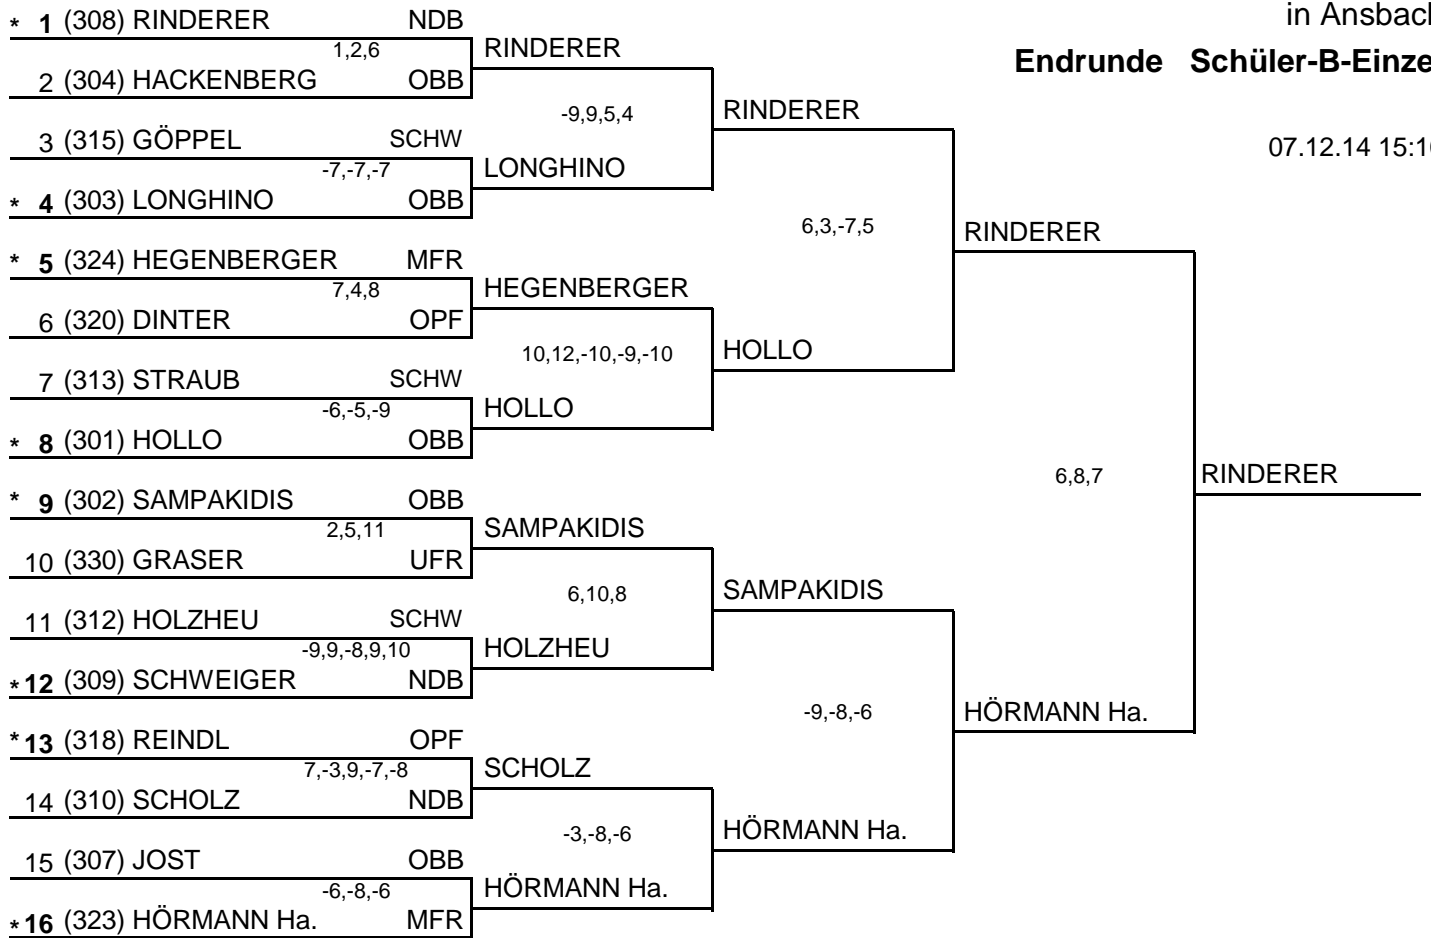 in Ansbach
Endrunde Schüler-B-Einze
07.12.14 15:10
* 1 (308) RINDERER NDB
1,2,6
RINDERER
2 (304) HACKENBERG OBB
-9,9,5,4
RINDERER
3 (315) GÖPPEL SCHW
-7,-7,-7
LONGHINO
* 4 (303) LONGHINO OBB
6,3,-7,5
RINDERER
* 5 (324) HEGENBERGER MFR
7,4,8
HEGENBERGER
6 (320) DINTER OPF
10,12,-10,-9,-10
HOLLO
7 (313) STRAUB SCHW
-6,-5,-9
HOLLO
* 8 (301) HOLLO OBB
6,8,7
RINDERER
* 9 (302) SAMPAKIDIS OBB
2,5,11
SAMPAKIDIS
10 (330) GRASER UFR
6,10,8
SAMPAKIDIS
11 (312) HOLZHEU SCHW
-9,9,-8,9,10
HOLZHEU
* 12 (309) SCHWEIGER NDB
-9,-8,-6
HÖRMANN Ha.
* 13 (318) REINDL OPF
7,-3,9,-7,-8
SCHOLZ
14 (310) SCHOLZ NDB
-3,-8,-6
HÖRMANN Ha.
15 (307) JOST OBB
-6,-8,-6
HÖRMANN Ha.
* 16 (323) HÖRMANN Ha. MFR